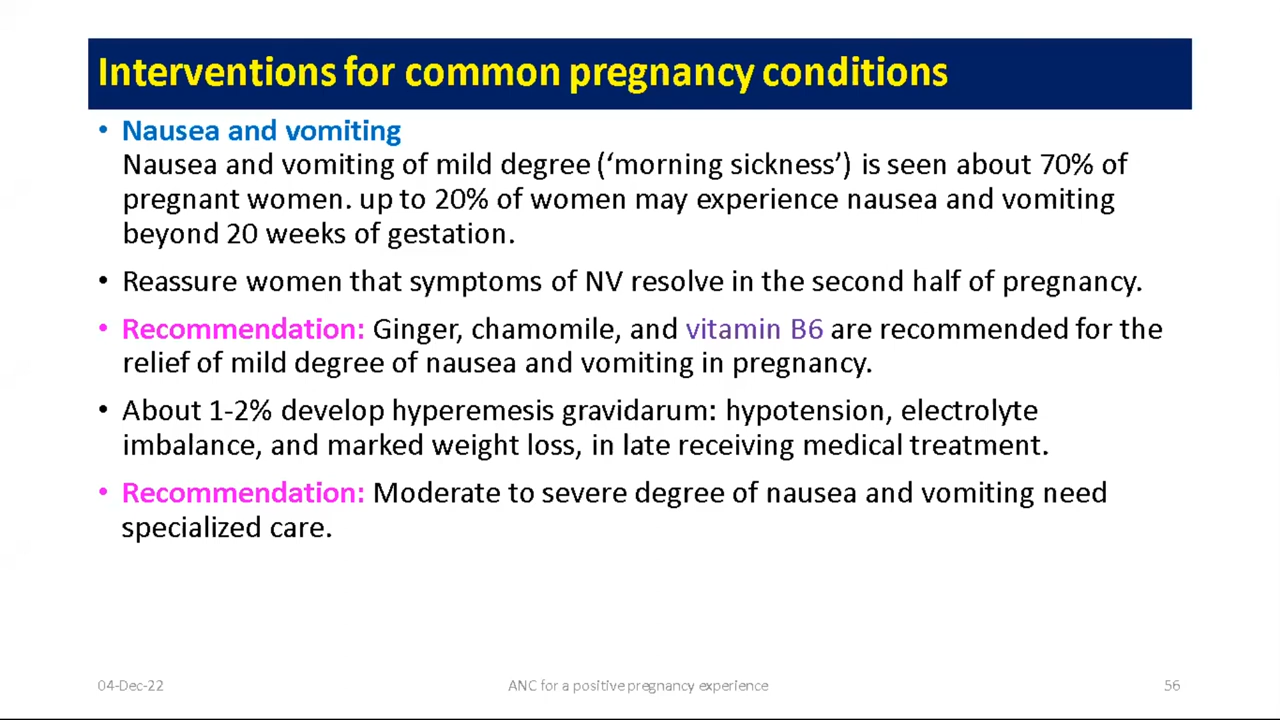 Interventions for common pregnancy conditions
• Nausea and vomiting
Nausea and vomiting of mild degree (‘morning sickness’) is seen about 70% of
pregnant women. up to 20% of women may experience nausea and vomiting
beyond 20 weeks of gestation.
• Reassure women that symptoms of NV resolve in the second half of pregnancy.
• Recommendation: Ginger, chamomile, and vitamin B6 are recommended for the
relief of mild degree of nausea and vomiting in pregnancy.
• About 1-2% develop hyperemesis gravidarum: hypotension, electrolyte
imbalance, and marked weight loss, in late receiving medical treatment.
• Recommendation: Moderate to severe degree of nausea and vomiting need
specialized care.
04-Dec-22 ANC for a positive pregnancy experience 56